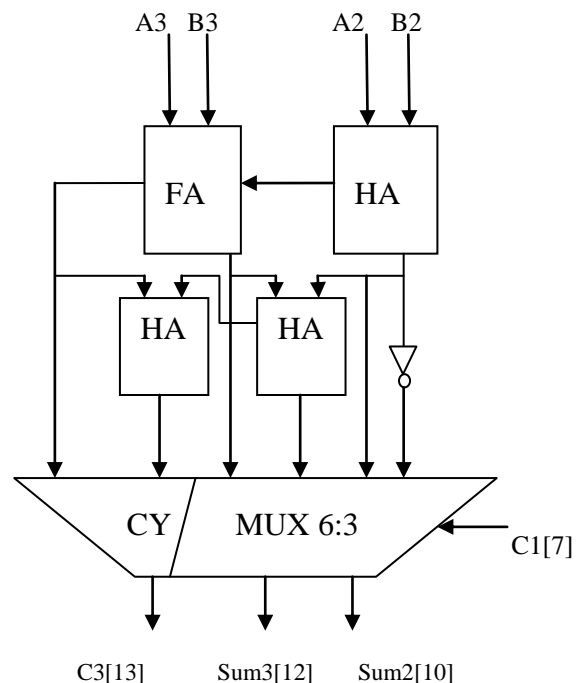 A3 B3 A2 B2
FA HA
HA HA
CY MUX 6:3
C1[7]
C3[13] Sum3[12] Sum2[10]